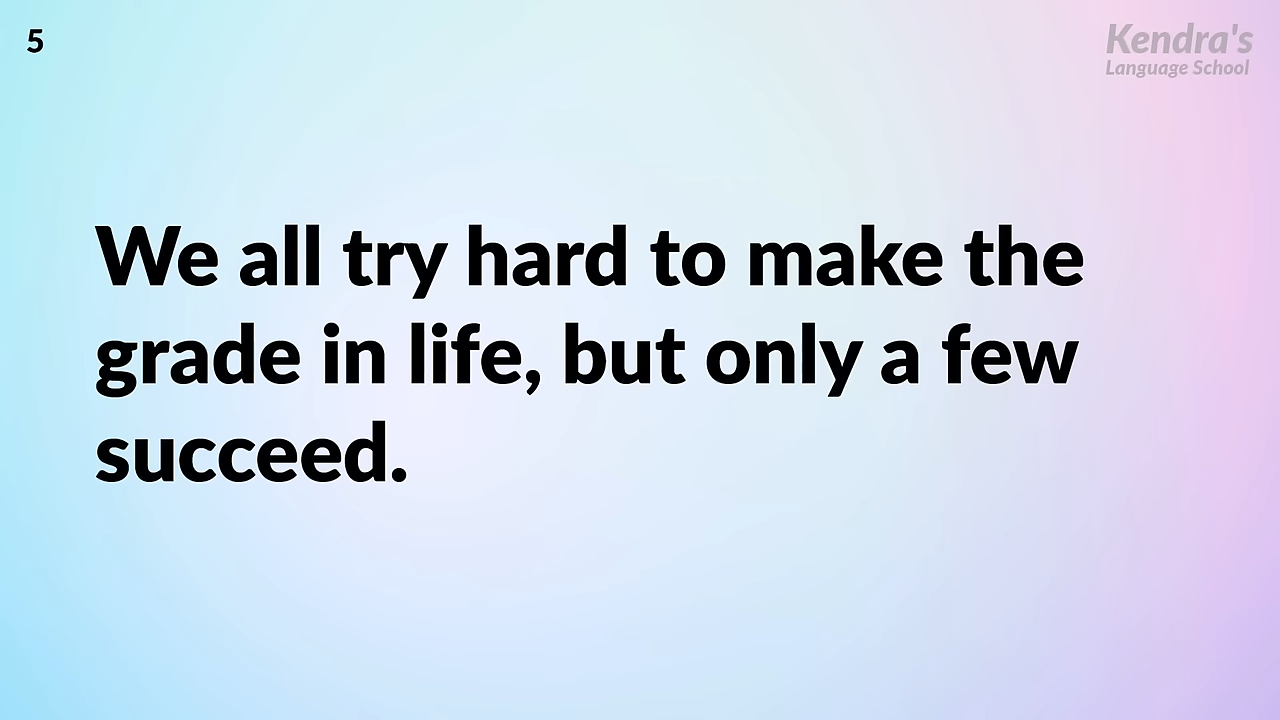 5
Kendra's
Language School
We all try hard to make the
grade in life, but only a few
succeed.